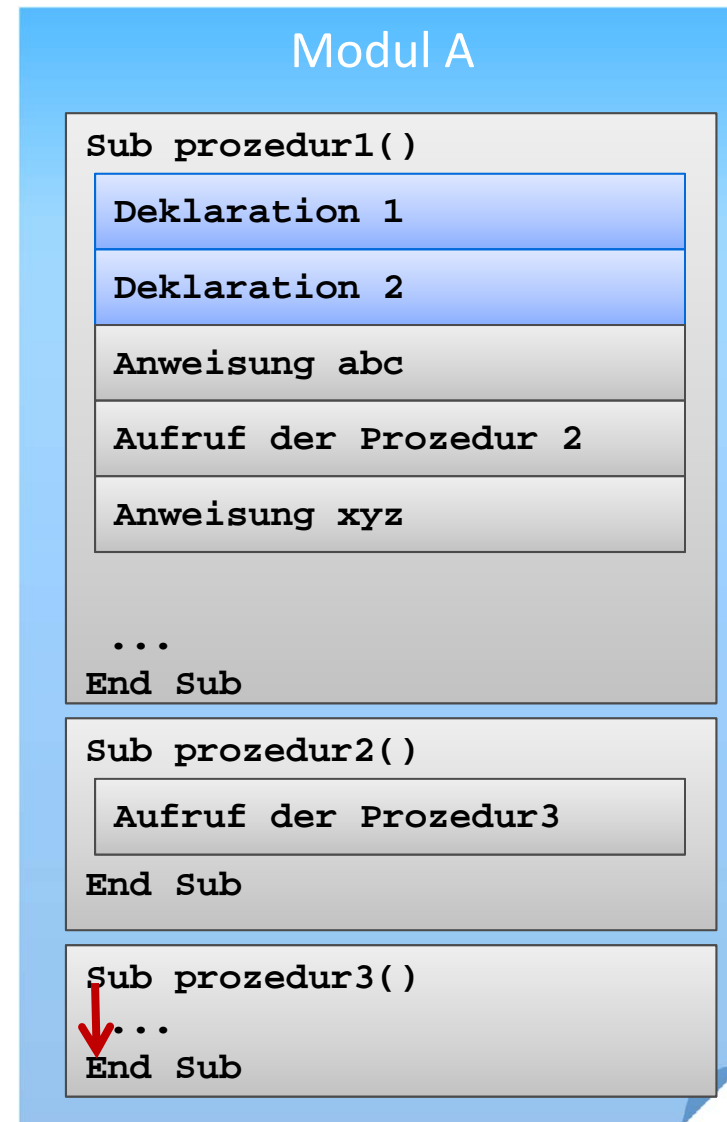 Modul A
Sub prozedur1()
Deklaration 1
Deklaration 2
Anweisung abc
Aufruf der Prozedur 2
Anweisung xyz
...
End Sub
Sub prozedur2()
Aufruf der Prozedur3
End Sub
Sub prozedur3()
...
End Sub